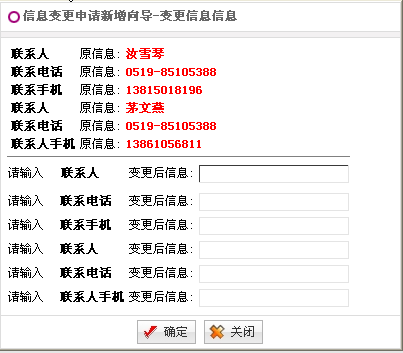 信息变更申请新增向导-变更信息信息
联系人 原信息: 汝雪琴
联系电话 原信息: 0519-85105388
联系手机 原信息: 13815018196
联系人 原信息: 茅文燕
联系电话 原信息: 0519-85105388
联系人手机 原信息: 13861056811
请输入 联系人 变更后信息:
请输入 联系电话 变更后信息:
请输入 联系手机 变更后信息:
请输入 联系人 变更后信息:
请输入 联系电话 变更后信息:
请输入 联系人手机 变更后信息:
确定 关闭